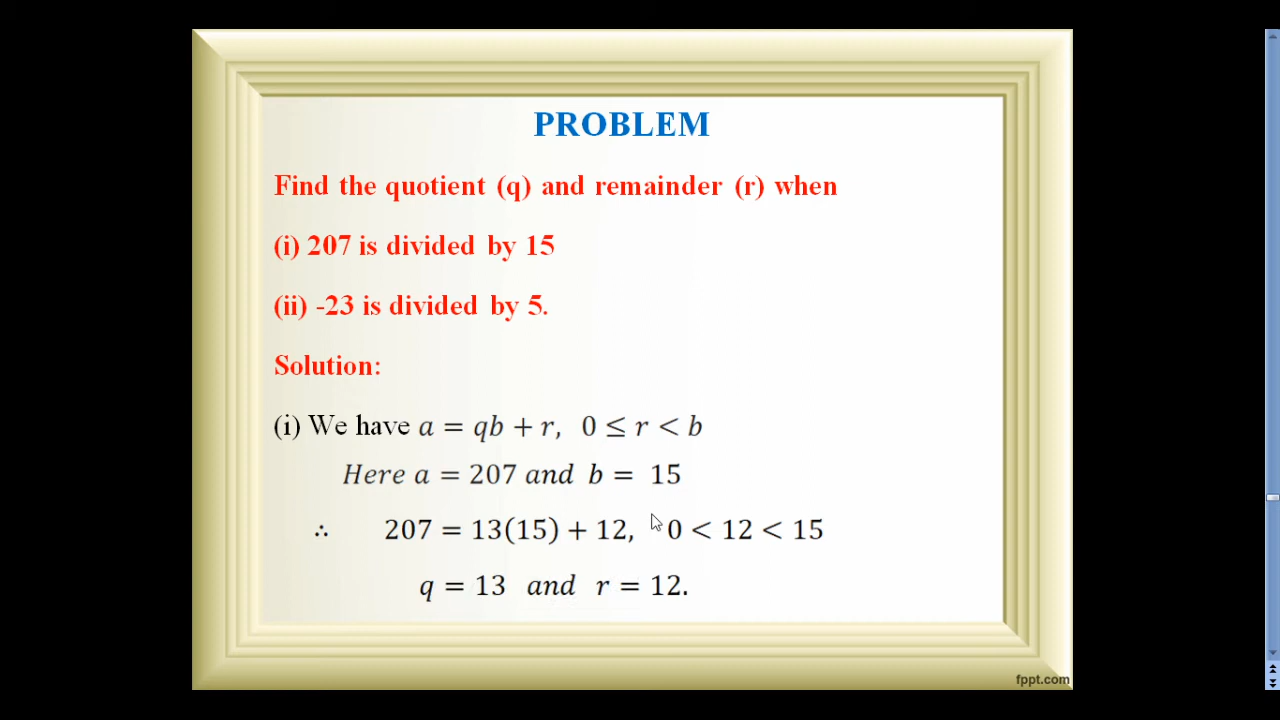 PROBLEM
Find the quotient (q) and remainder (r) when
(i) 207 is divided by 15
(ii) -23 is divided by 5.
Solution:
(i) We have a = qb + r, 0 ≤ r < b
Here a = 207 and b = 15
∴ 207 = 13(15) + 12, 0 < 12 < 15
q = 13 and r = 12.
fppt.com